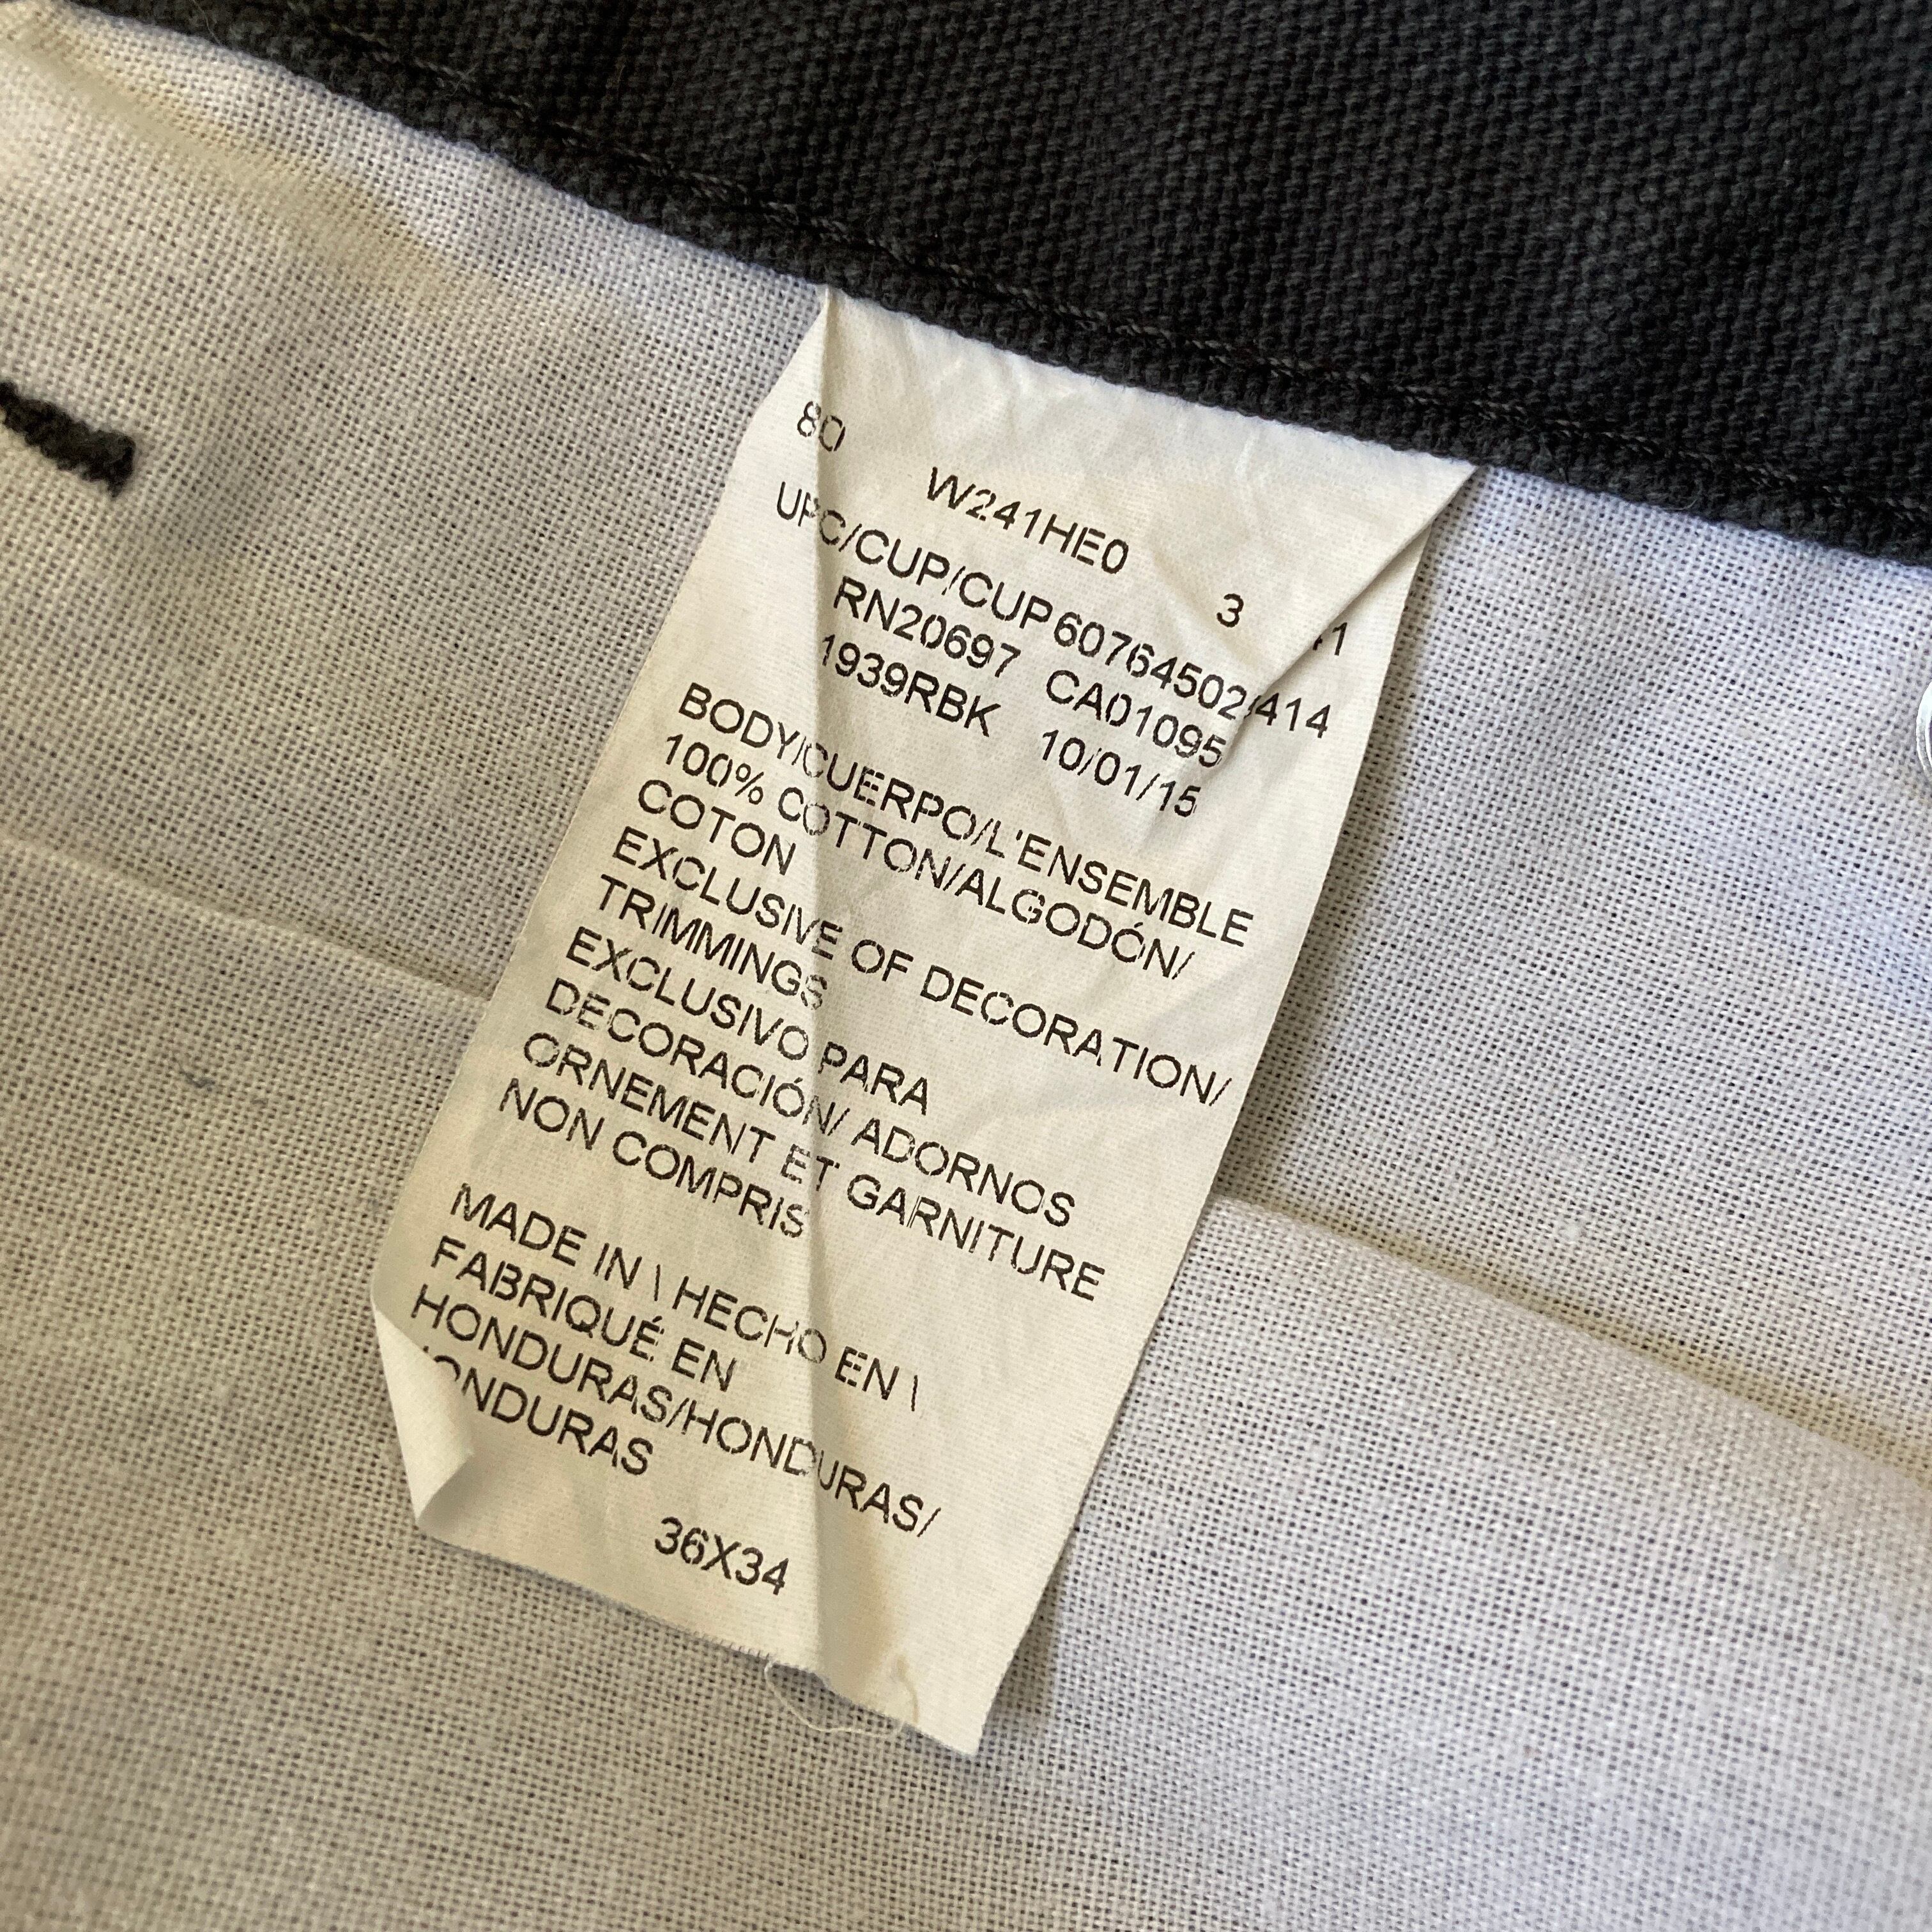 80 W241HE0 3
UPC/CUP/CUP
RN20697 CA01095
1939RBK 10/01/15
BODY/CUERPO/L'ENSEMBLE
100% COTTON/ALGODÓN/
COTON
EXCLUSIVE OF DECORATION/
TRIMMINGS
EXCLUSIVO PARA
DECORACIÓN/ ADORNOS
ORNEMENT ET GARNITURE
NON COMPRIS
MADE IN \ HECHO EN \
FABRIQUÉ EN
HONDURAS/HONDURAS/
HONDURAS
36X34